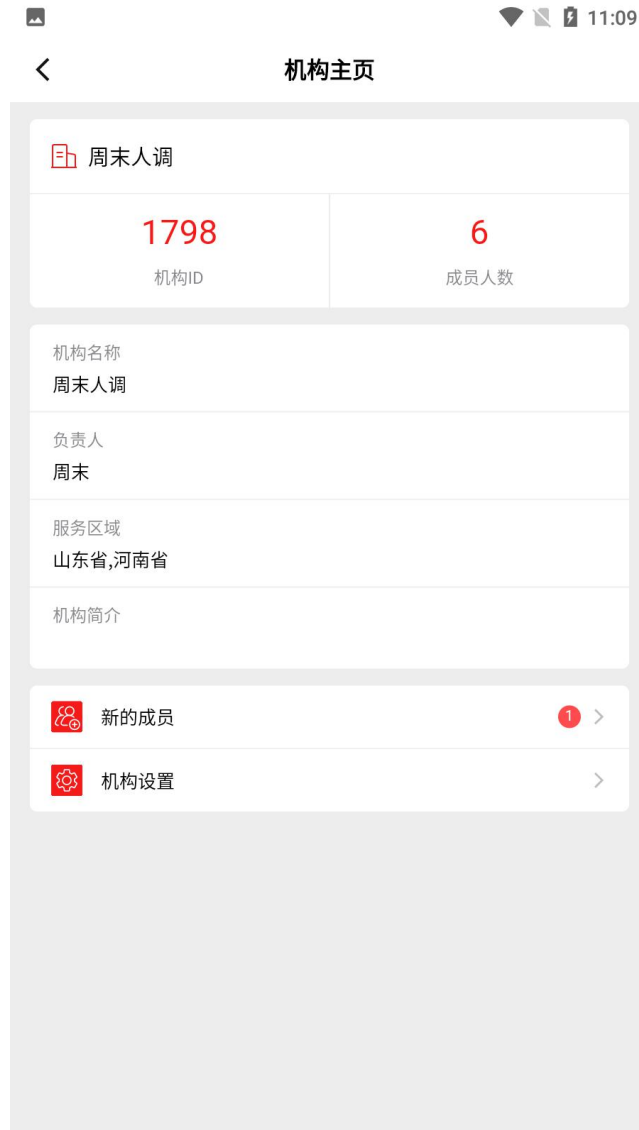 11:09
机构主页
周末人调
1798
6
机构ID
成员人数
机构名称
周末人调
负责人
周末
服务区域
山东省,河南省
机构简介
新的成员
1
机构设置